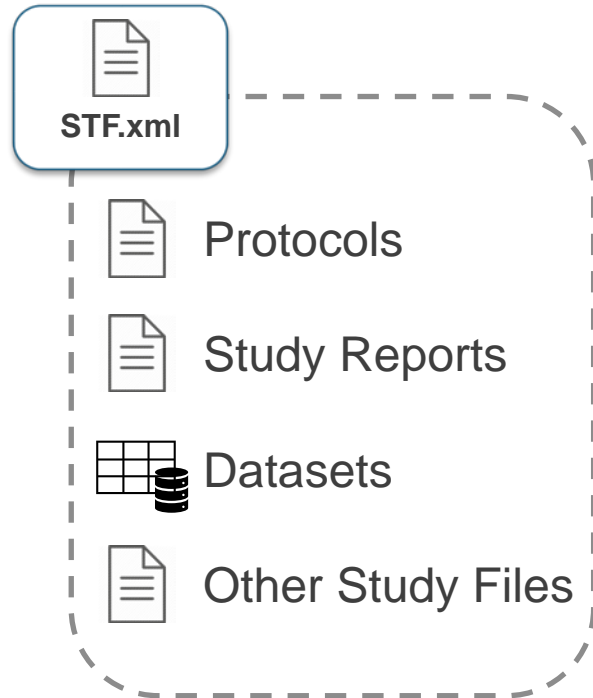 STF.xml
Protocols
Study Reports
Datasets
Other Study Files